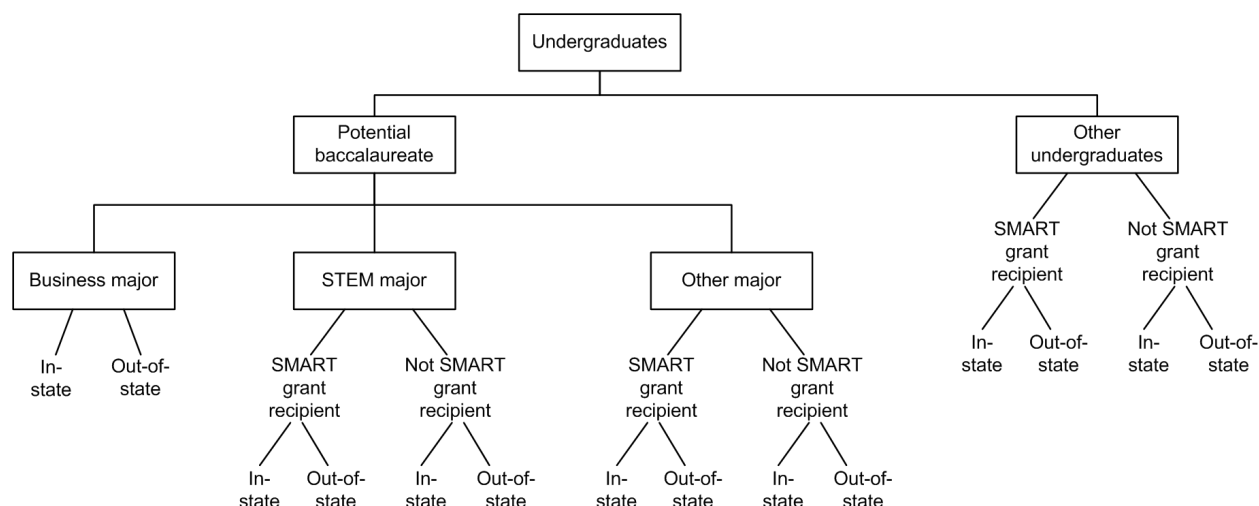 Undergraduates
Potential
baccalaureate
Other
undergraduates
Business major
STEM major
Other major
SMART
grant
recipient
Not SMART
grant
recipient
In-
state
Out-of-
state
In-
state
Out-of-
state
In-
state
Out-of-
state
SMART
grant
recipient
Not SMART
grant
recipient
SMART
grant
recipient
Not SMART
grant
recipient
In-
state
Out-of-
state
In-
state
Out-of-
state
In-
state
Out-of-
state
In-
state
Out-of-
state